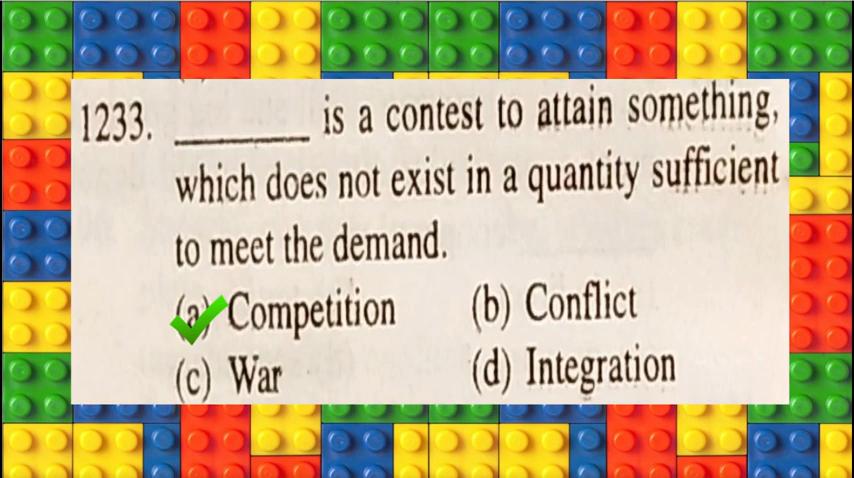 1233. ________ is a contest to attain something,
which does not exist in a quantity sufficient
to meet the demand.
(a) Competition (b) Conflict
(c) War (d) Integration